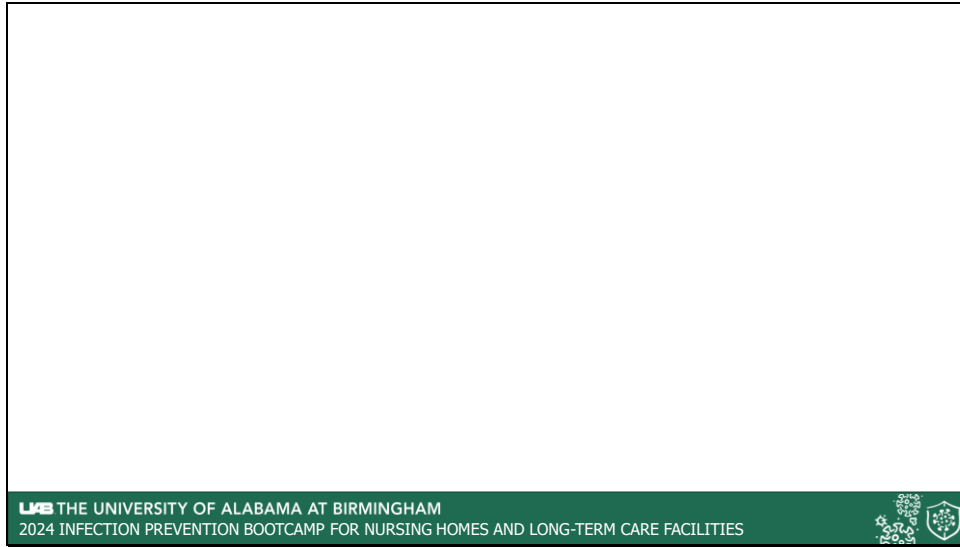 UAB THE UNIVERSITY OF ALABAMA AT BIRMINGHAM
2024 INFECTION PREVENTION BOOTCAMP FOR NURSING HOMES AND LONG-TERM CARE FACILITIES